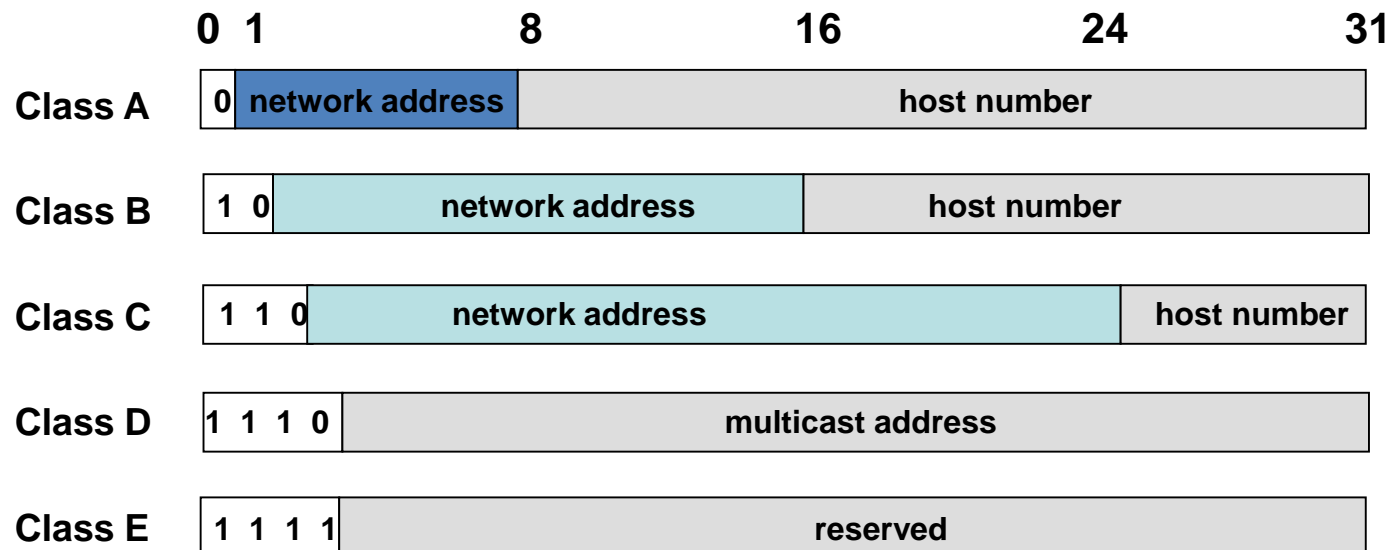 0 1 8 16 24 31
Class A 0 network address host number
Class B 1 0 network address host number
Class C 1 1 0 network address host number
Class D 1 1 1 0 multicast address
Class E 1 1 1 1 reserved